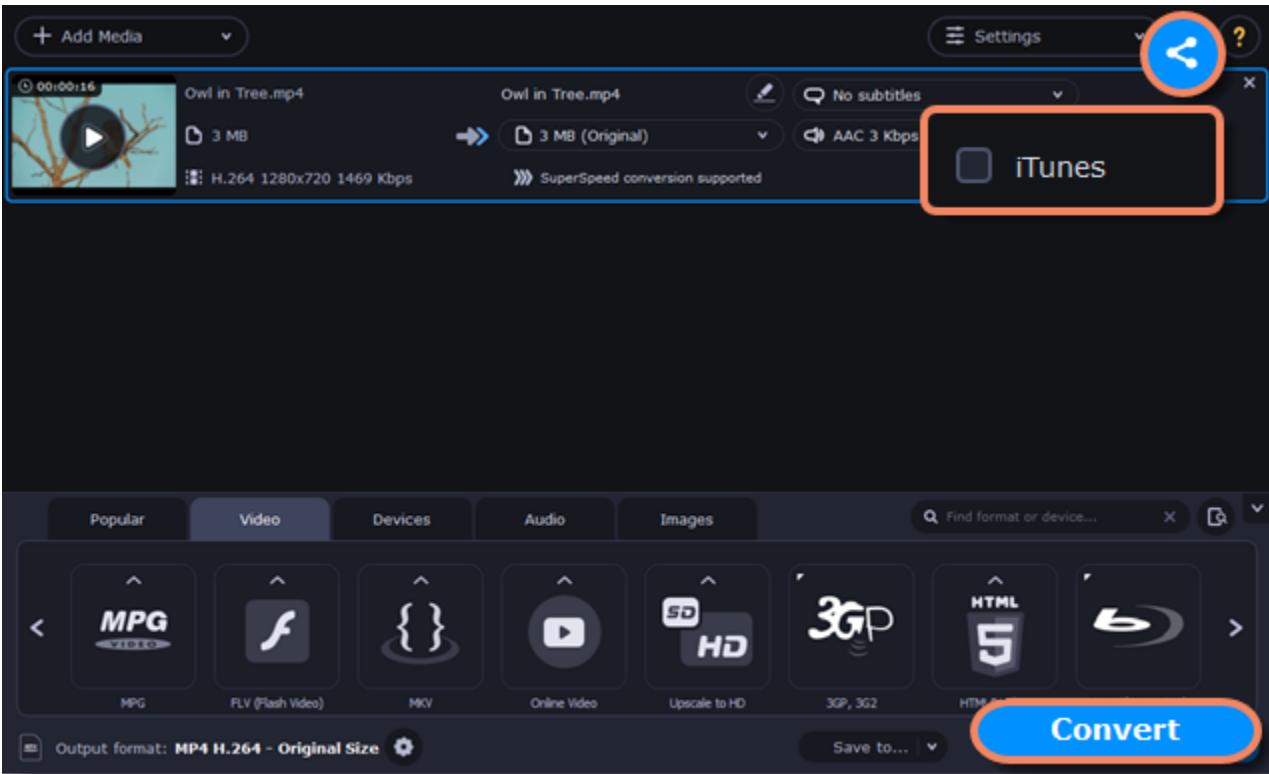 Add Media
Settings
?
00:00:16
Owl in Tree.mp4
Owl in Tree.mp4
No subtitles
3 MB
3 MB (Original)
AAC 3 Kbps
iTunes
H.264 1280x720 1469 Kbps
SuperSpeed conversion supported
Popular
Video
Devices
Audio
Images
Find format or device...
MPG
VIDEO
SD
HD
3GP
HTML
5
MPG
FLV (Flash Video)
MKV
Online Video
Upscale to HD
3GP, 3G2
Output format: MP4 H.264 - Original Size
Save to...
Convert